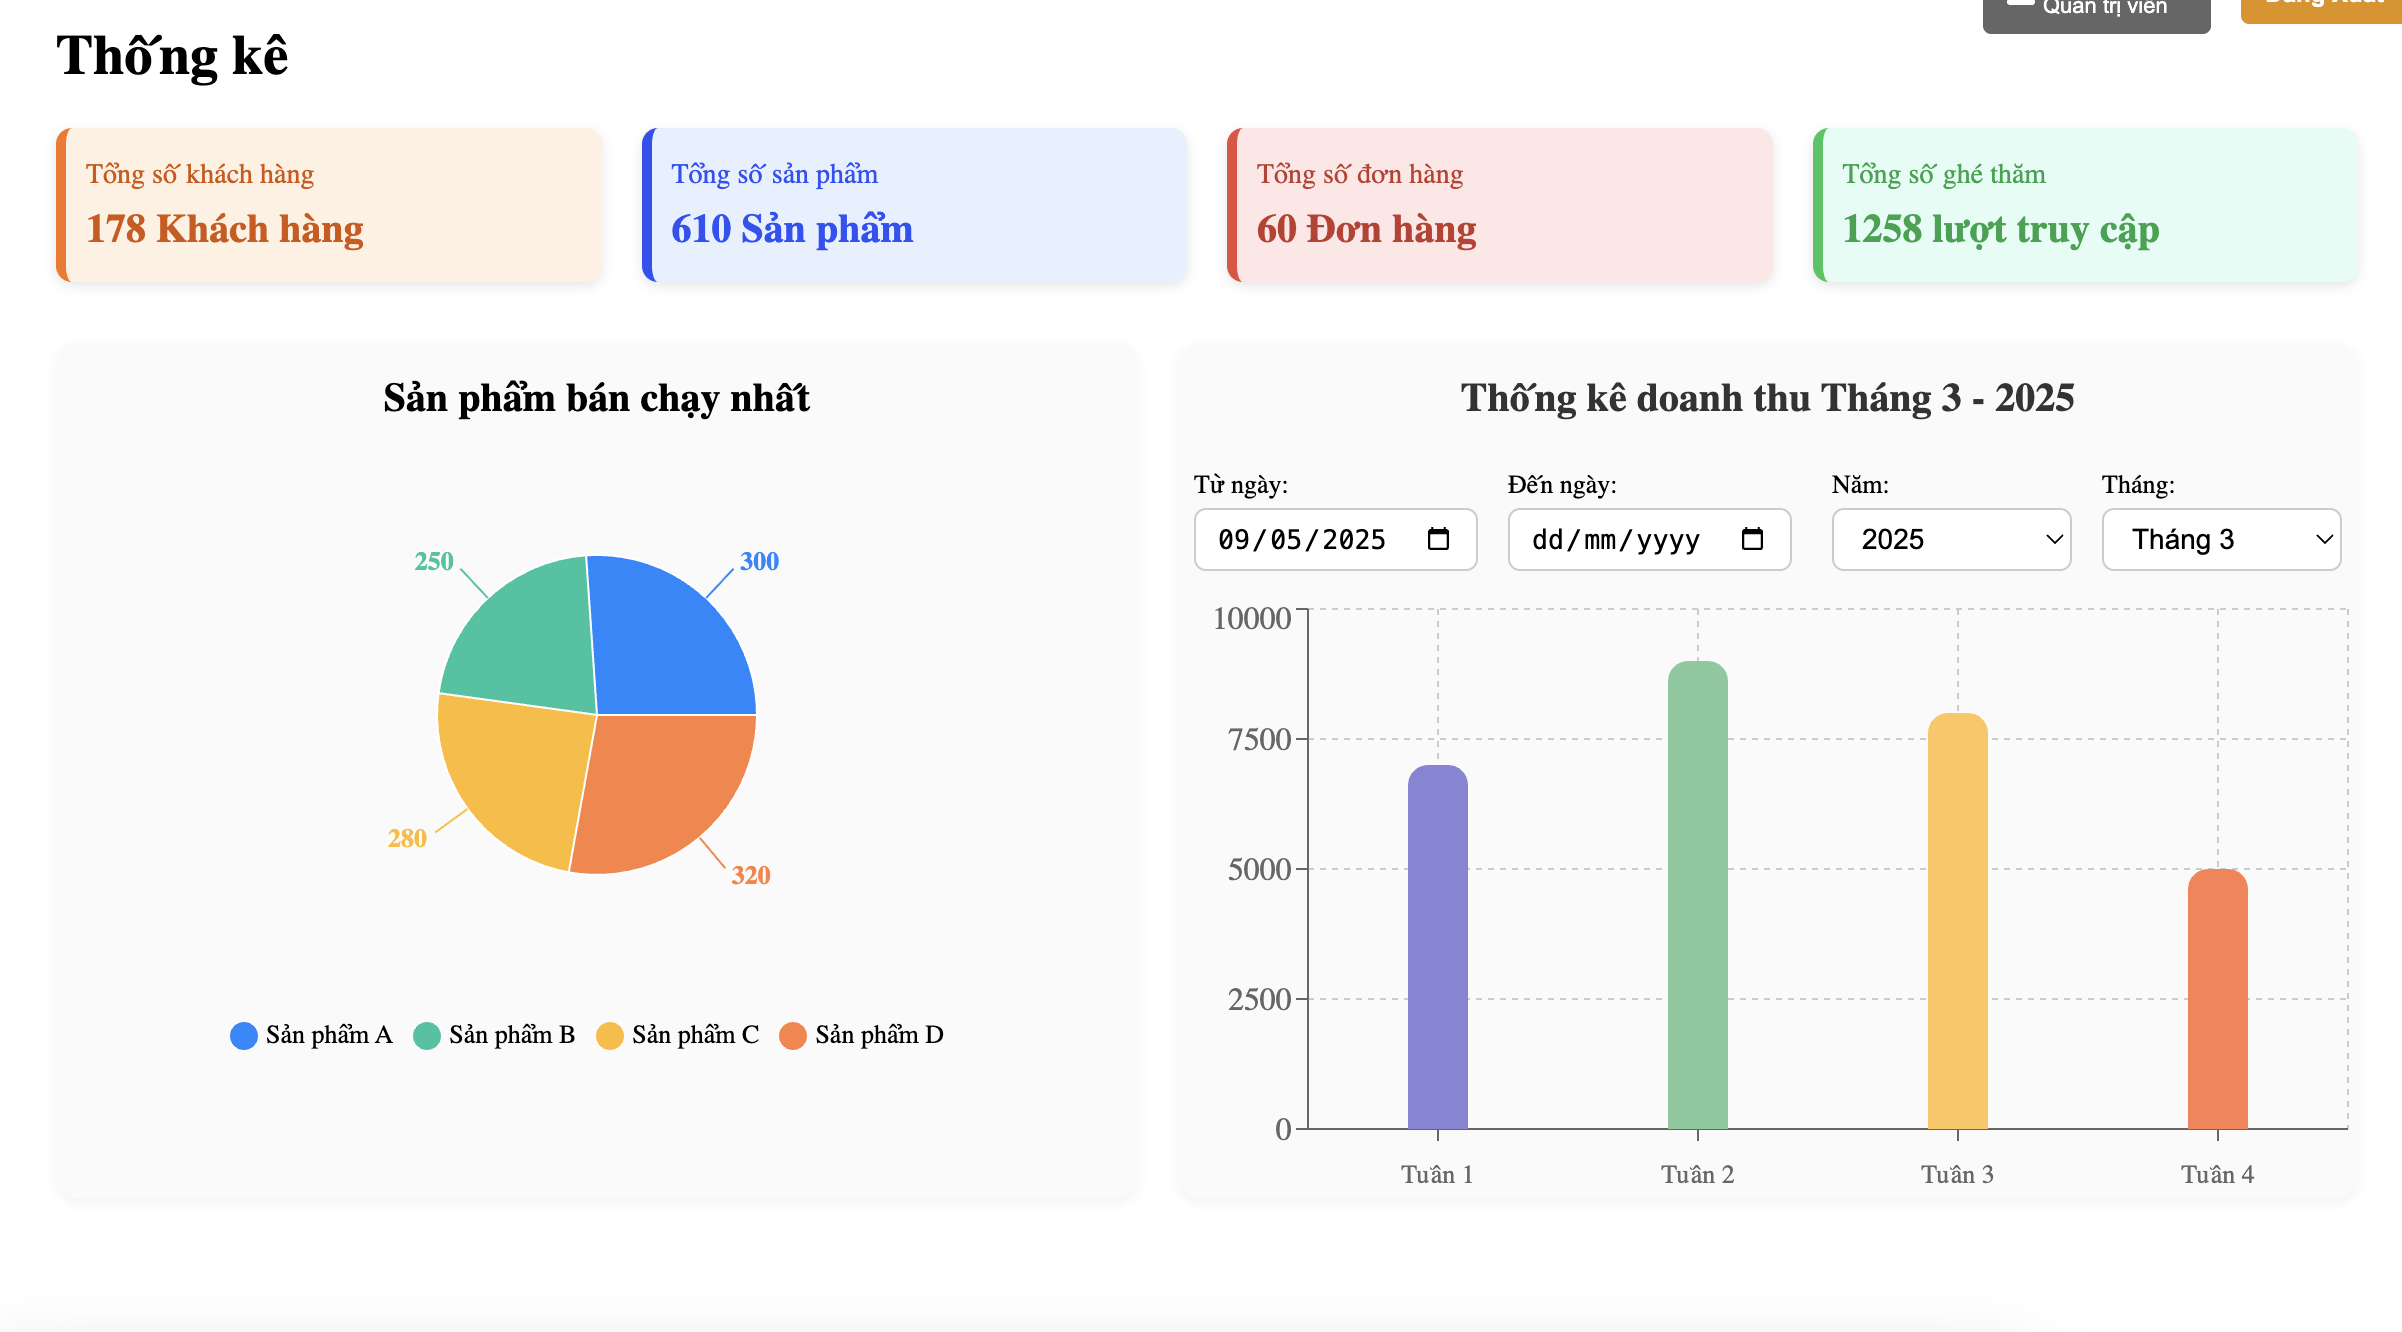 Quản trị viên
Thống kê
Tổng số khách hàng
178 Khách hàng
Tổng số sản phẩm
610 Sản phẩm
Tổng số đơn hàng
60 Đơn hàng
Tổng số ghé thăm
1258 lượt truy cập
Sản phẩm bán chạy nhất
250
300
280
320
Sản phẩm A
Sản phẩm B
Sản phẩm C
Sản phẩm D
Thống kê doanh thu Tháng 3 - 2025
Từ ngày:
Đến ngày:
Năm:
Tháng:
09/05/2025
dd/mm/yyyy
2025
Tháng 3
10000
7500
5000
2500
0
Tuần 1
Tuần 2
Tuần 3
Tuần 4